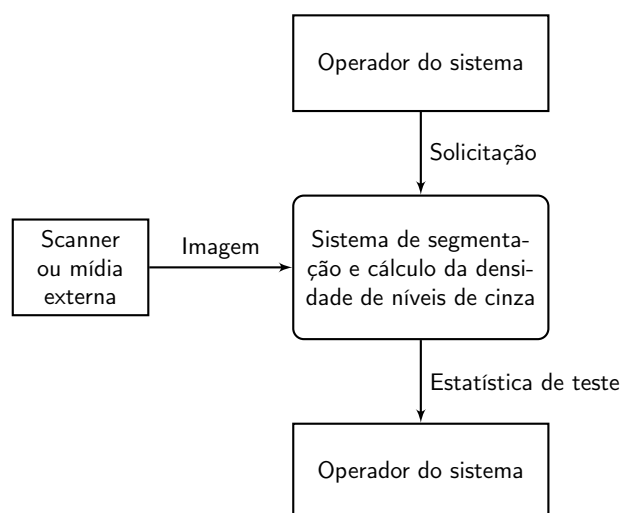 Operador do sistema
Solicitação
Scanner
ou mídia
externa
Imagem
Sistema de segmenta-
ção e cálculo da densi-
dade de níveis de cinza
Estatística de teste
Operador do sistema